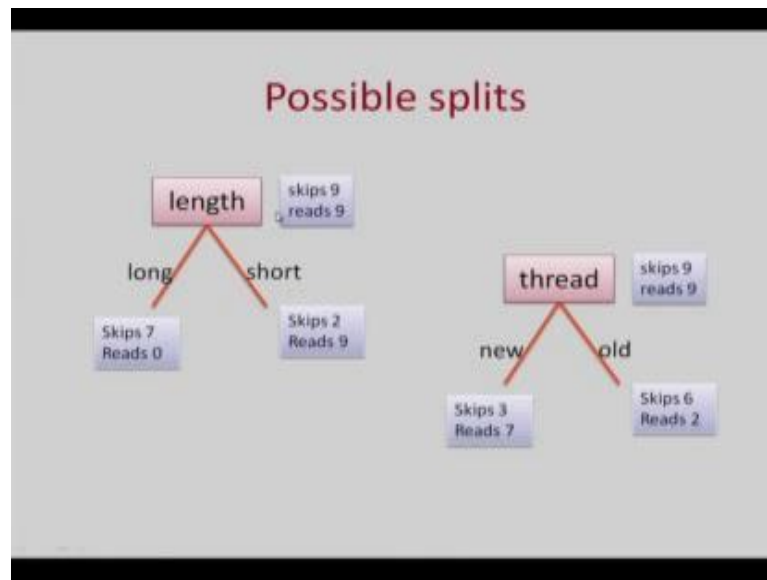 Possible splits
length
skips 9
reads 9
long
short
Skips 7
Reads 0
Skips 2
Reads 9
thread
skips 9
reads 9
new
old
Skips 3
Reads 7
Skips 6
Reads 2